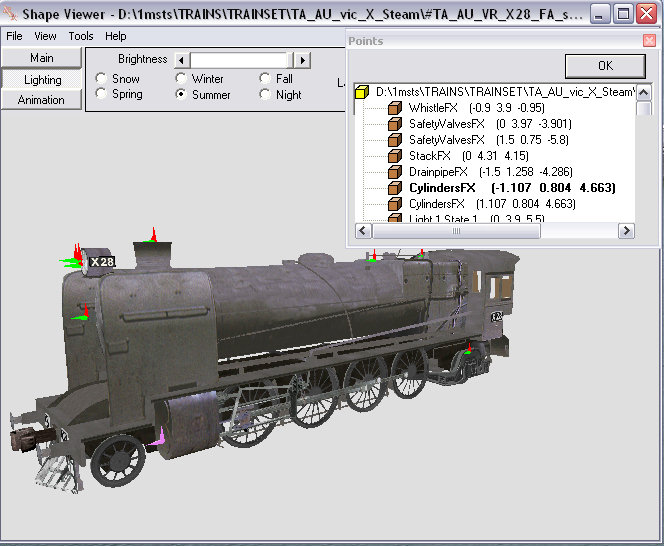 Shape Viewer - D:\1msts\TRAINS\TRAINSET\TA_AU_vic_X_Steam\#TA_AU_VR_X28_FA_s...
File View Tools Help
Points
Main
Lighting
Animation
Brightness
Snow Winter Fall
Spring Summer Night
OK
D:\1msts\TRAINS\TRAINSET\TA_AU_vic_X_Steam\
WhistleFX (-0.9 3.9 -0.95)
SafetyValvesFX (0 3.97 -3.901)
SafetyValvesFX (1.5 0.75 -5.8)
StackFX (0 4.31 4.15)
DrainpipeFX (-1.5 1.258 -4.286)
CylindersFX (-1.107 0.804 4.663)
CylindersFX (1.107 0.804 4.663)
Light 1 State 1 (0 3.9 5.5)
X28